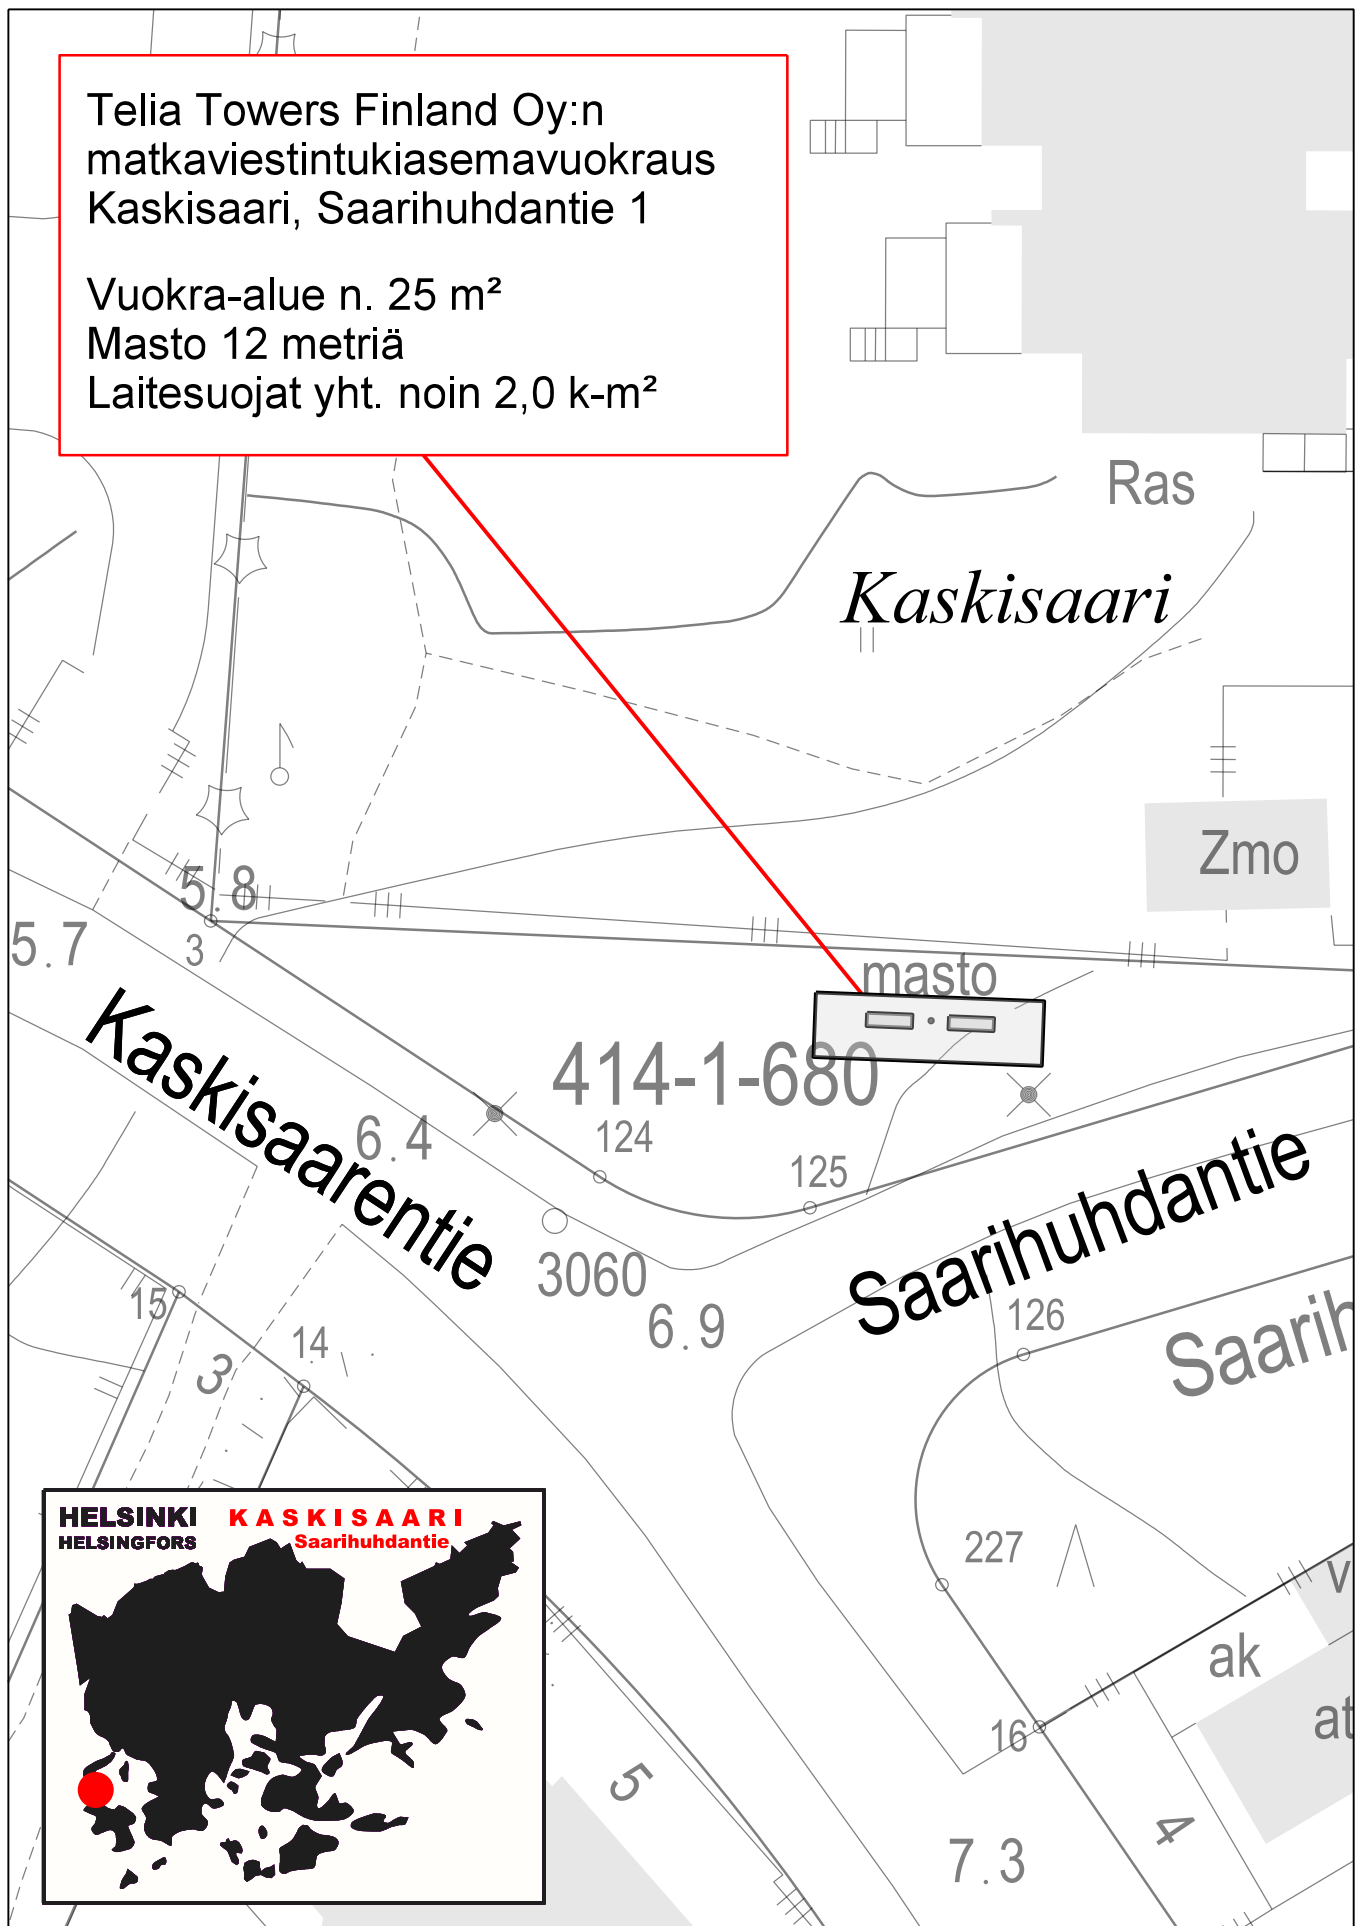 Telia Towers Finland Oy:n
matkaviestintukiasemavuokraus
Kaskisaari, Saarihuhdantie 1
Vuokra-alue n. 25 m²
Masto 12 metriä
Laitesuojat yht. noin 2,0 k-m²
Ras
Kaskisaari
Zmo
5.8
5.7
3
masto
414-1-680
Kaskisaarentie
6.4
124
125
Saarihuhdantie
3060
6.9
126
15
14
3
Saarih
227
HELSINKI KASKISAARI
HELSINGFORS Saarihuhdantie
v
ak
at
16
5
4
7.3